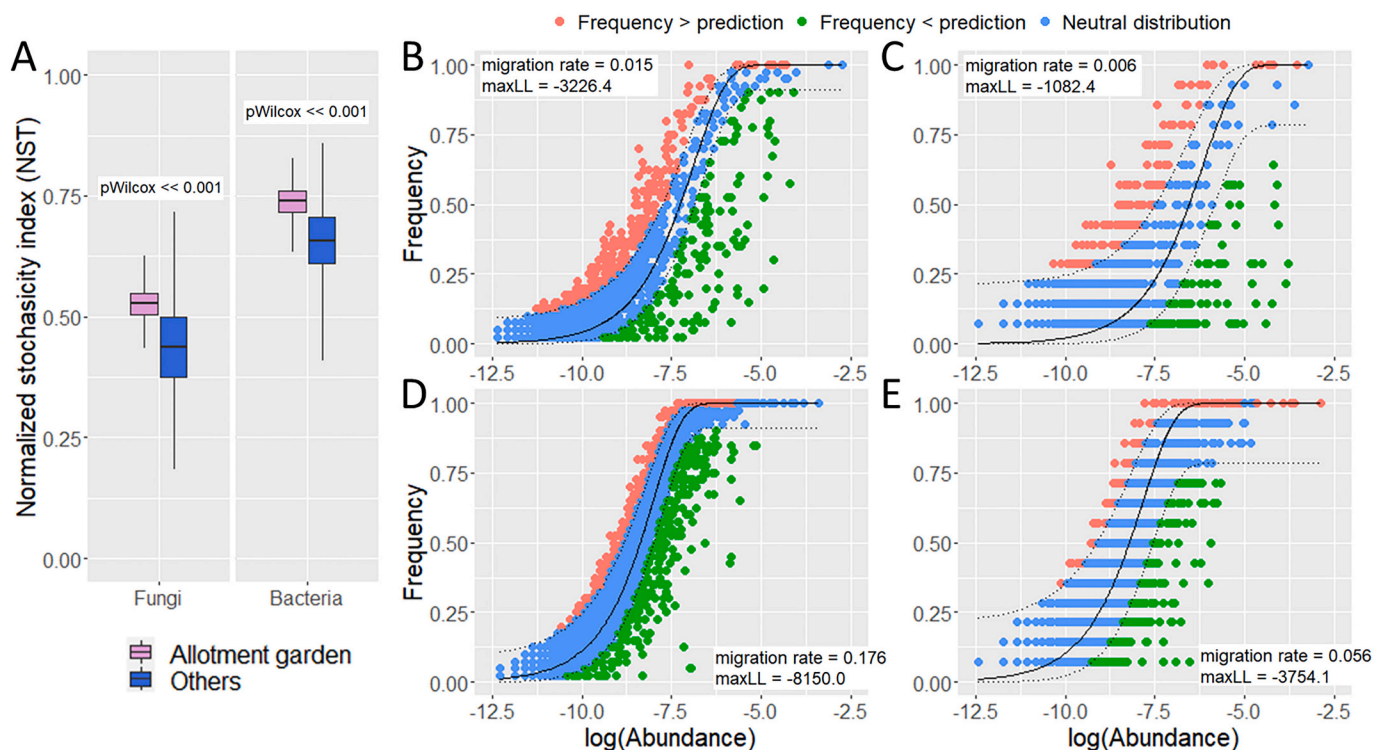 Frequency > prediction Frequency < prediction Neutral distribution
A
Normalized stochasicity index (NST)
1.00
0.75
0.50
0.25
0.00
pWilcox << 0.001
pWilcox << 0.001
Fungi Bacteria
Allotment garden
Others
B
migration rate = 0.015
maxLL = -3226.4
Frequency
1.00
0.75
0.50
0.25
0.00
-12.5 -10.0 -7.5 -5.0 -2.5
C
migration rate = 0.006
maxLL = -1082.4
1.00
0.75
0.50
0.25
0.00
-12.5 -10.0 -7.5 -5.0 -2.5
D
Frequency
1.00
0.75
0.50
0.25
0.00
migration rate = 0.176
maxLL = -8150.0
-12.5 -10.0 -7.5 -5.0 -2.5
log(Abundance)
E
1.00
0.75
0.50
0.25
0.00
migration rate = 0.056
maxLL = -3754.1
-12.5 -10.0 -7.5 -5.0 -2.5
log(Abundance)